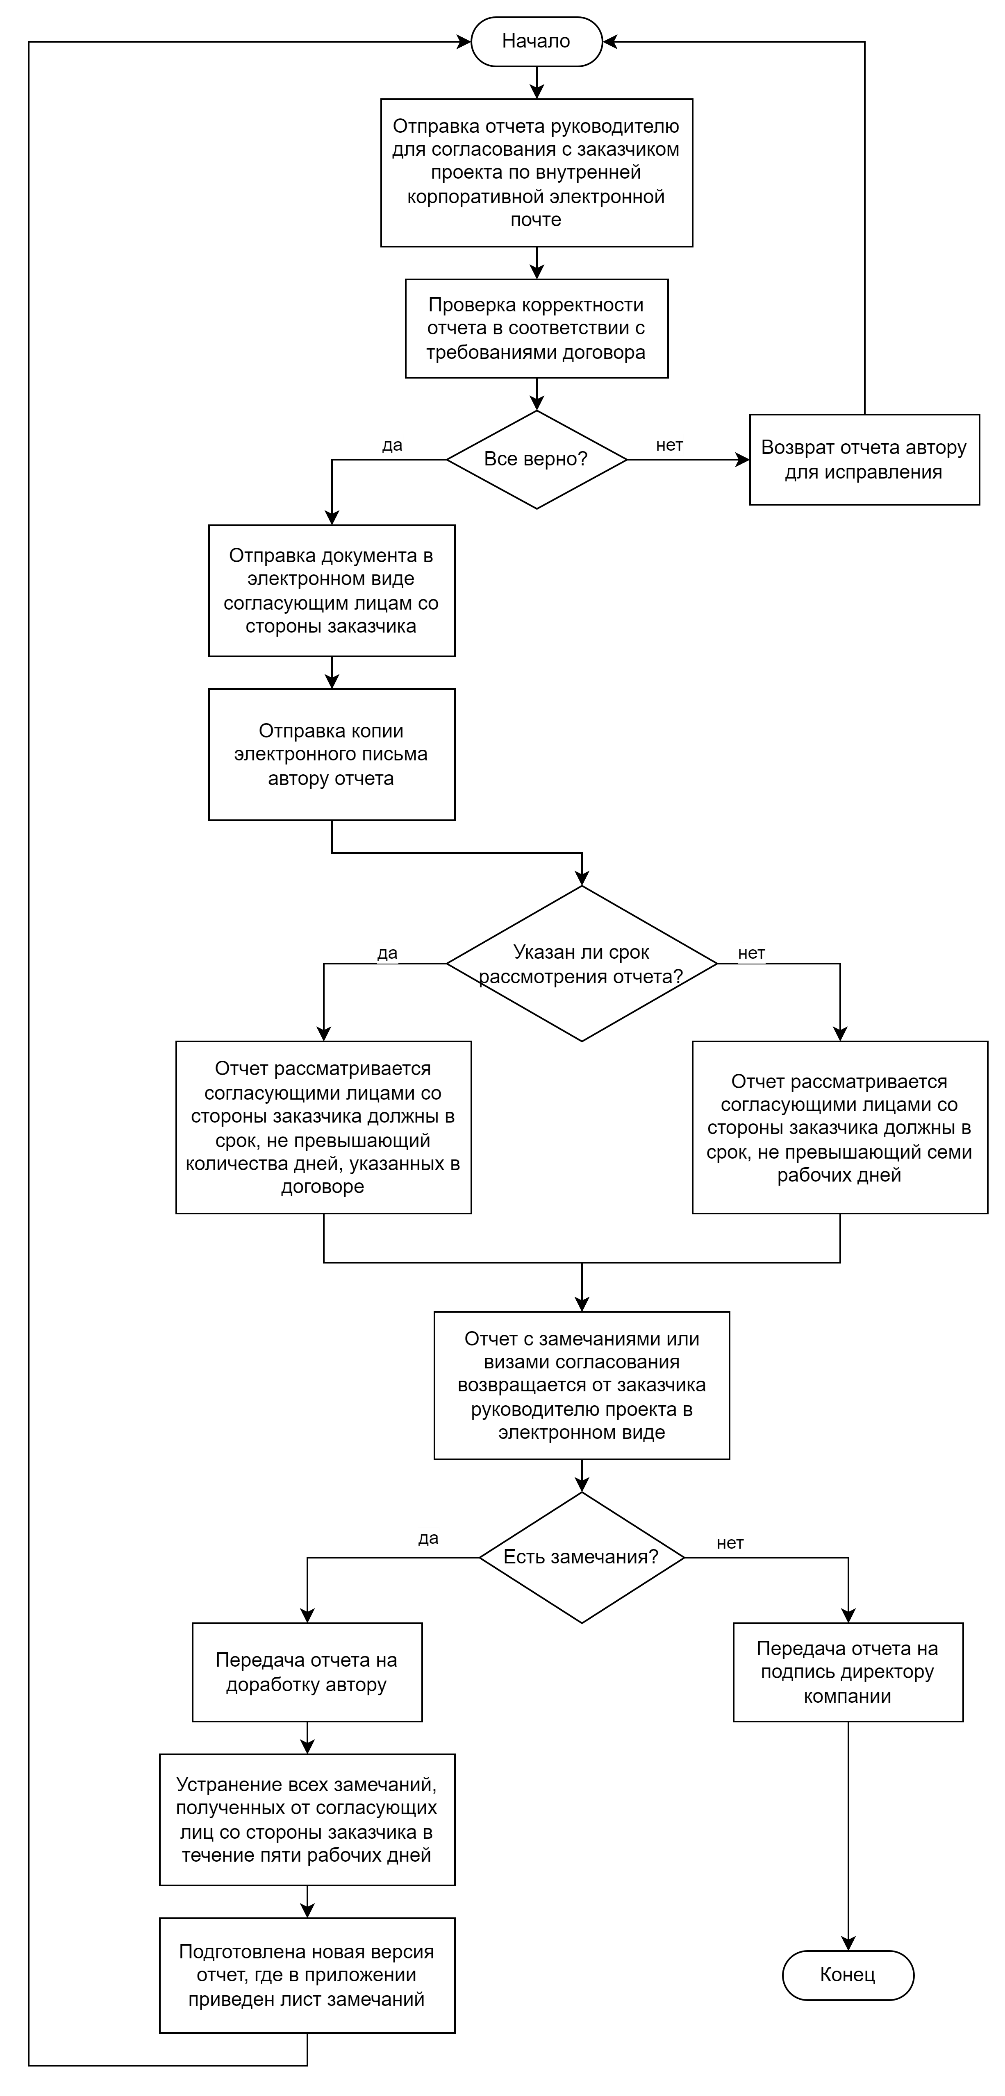 Начало
Отправка отчета руководителю
для согласования с заказчиком
проекта по внутренней
корпоративной электронной
почте
Проверка корректности
отчета в соответствии с
требованиями договора
да
Все верно?
нет
Возврат отчета автору
для исправления
Отправка документа в
электронном виде
согласующим лицам со
стороны заказчика
Отправка копии
электронного письма
автору отчета
да
Указан ли срок
рассмотрения отчета?
нет
Отчет рассматривается
согласующими лицами со
стороны заказчика должны в
срок, не превышающий
количества дней, указанных в
договоре
Отчет рассматривается
согласующими лицами со
стороны заказчика должны в
срок, не превышающий семи
рабочих дней
Отчет с замечаниями или
визами согласования
возвращается от заказчика
руководителю проекта в
электронном виде
да
Есть замечания?
нет
Передача отчета на
доработку автору
Передача отчета на
подпись директору
компании
Устранение всех замечаний,
полученных от согласующих
лиц со стороны заказчика в
течение пяти рабочих дней
Подготовлена новая версия
отчет, где в приложении
приведен лист замечаний
Конец